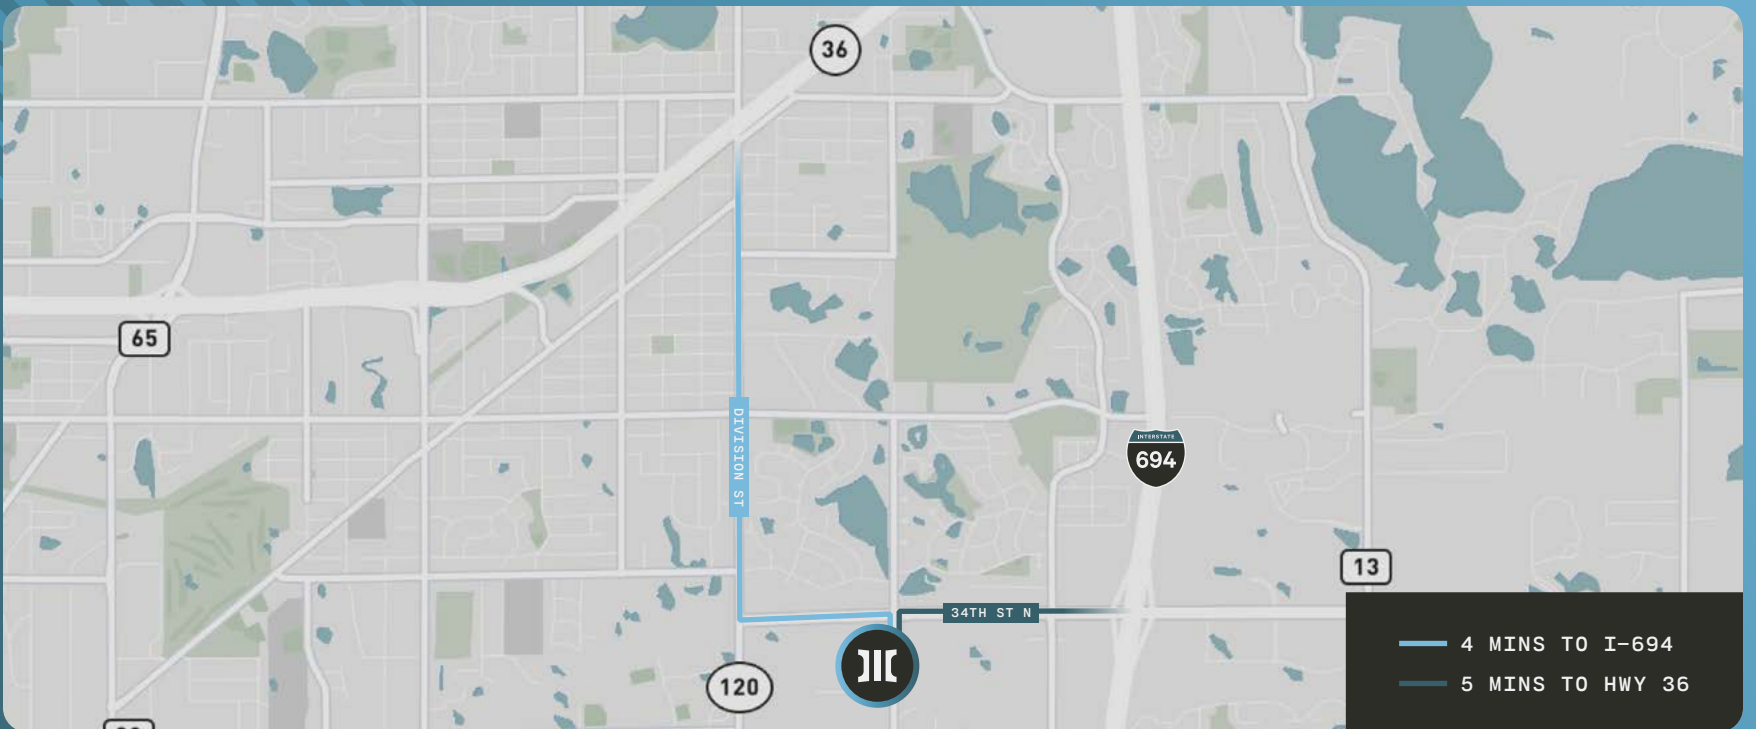 36
65
DIVISION ST
INTERSTATE
694
13
34TH ST N
4 MINS TO I-694
120
5 MINS TO HWY 36